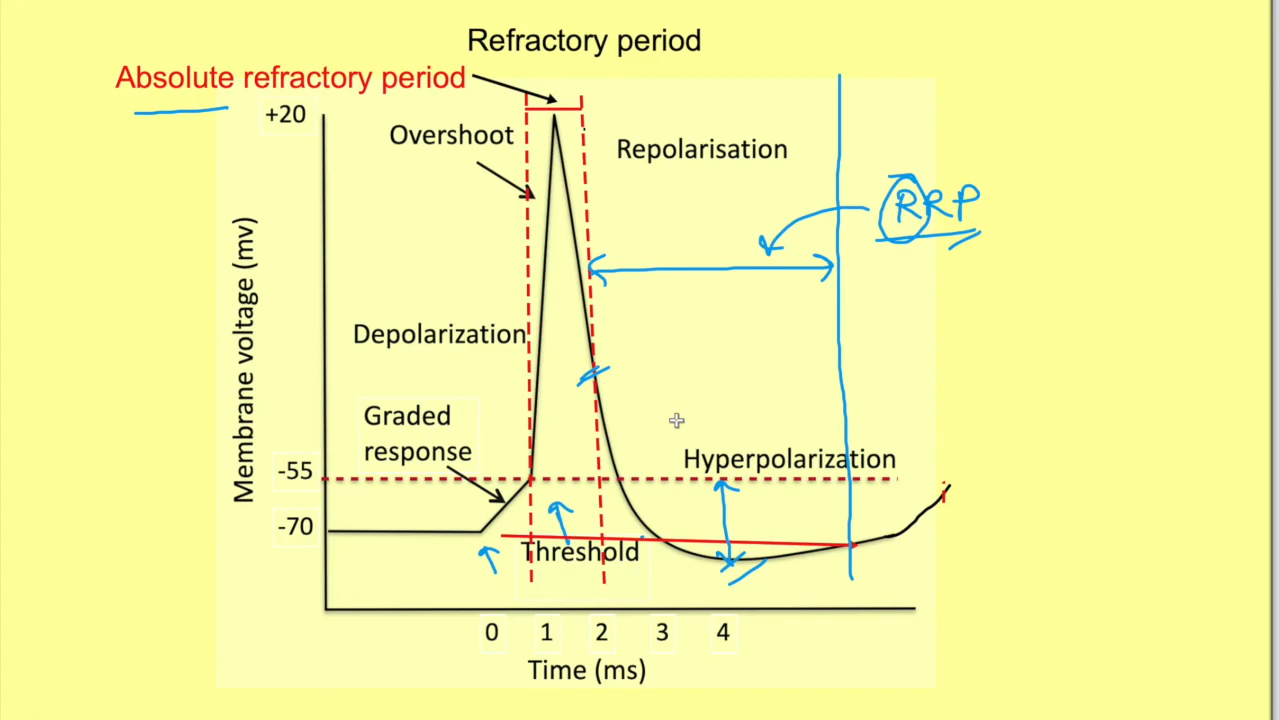 Refractory period
Absolute refractory period
+20
Overshoot
Repolarisation
RRP
Membrane voltage (mv)
Depolarization
Graded
response
Hyperpolarization
-55
-70
Threshold
0 1 2 3 4
Time (ms)